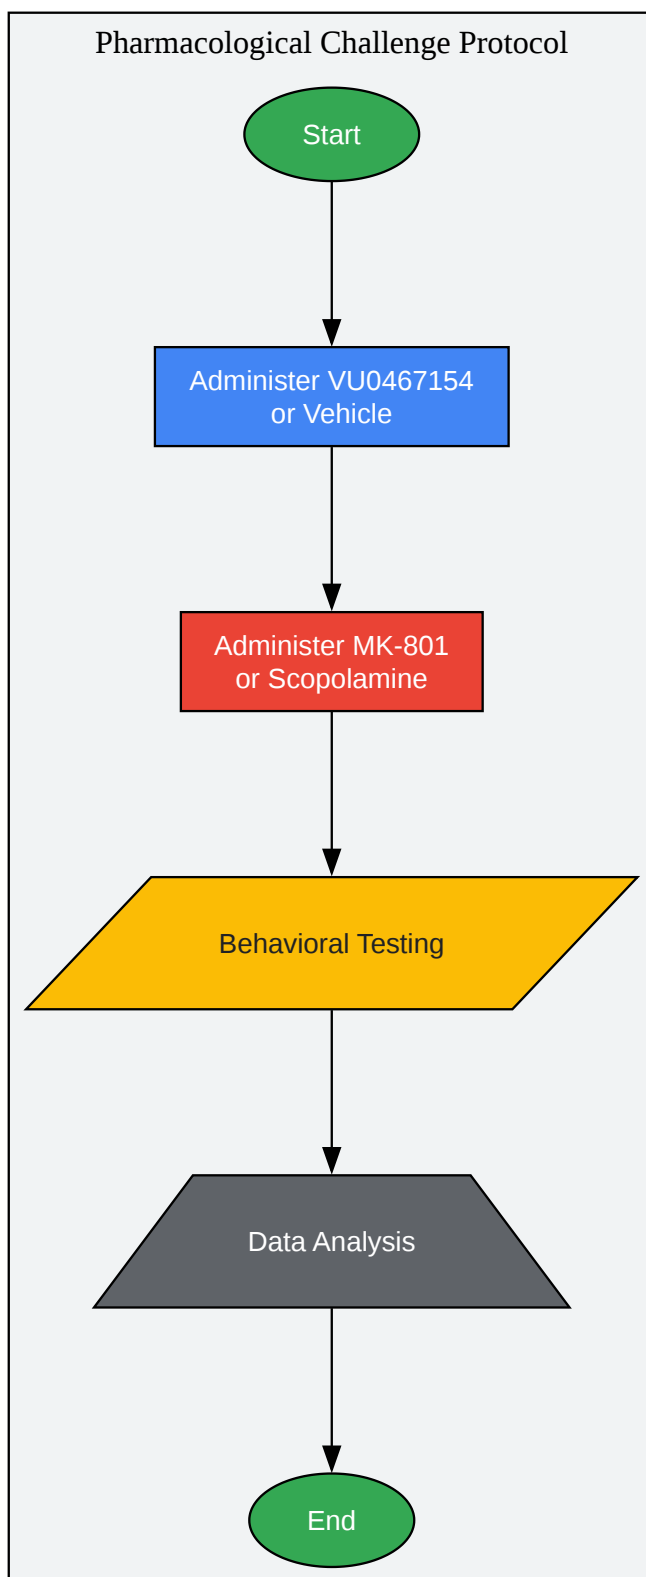 Pharmacological Challenge Protocol
Start
Administer VU0467154
or Vehicle
Administer MK-801
or Scopolamine
Behavioral Testing
Data Analysis
End